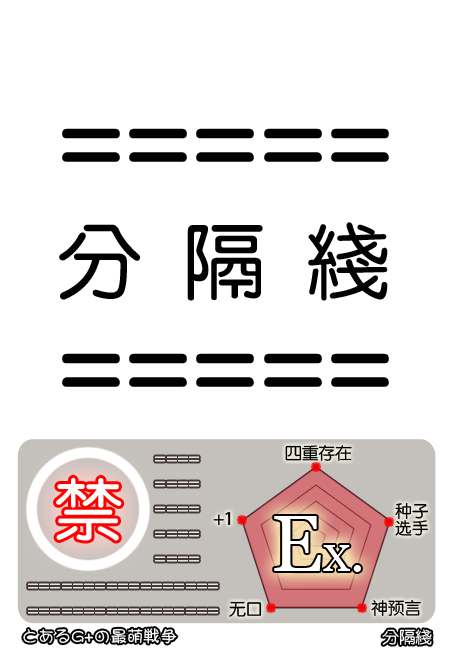 =====
分隔綫
=====
禁
四重存在
+1
种子
选手
Ex.
无口
神预言
とあるG+の最萌戦争
分隔綫